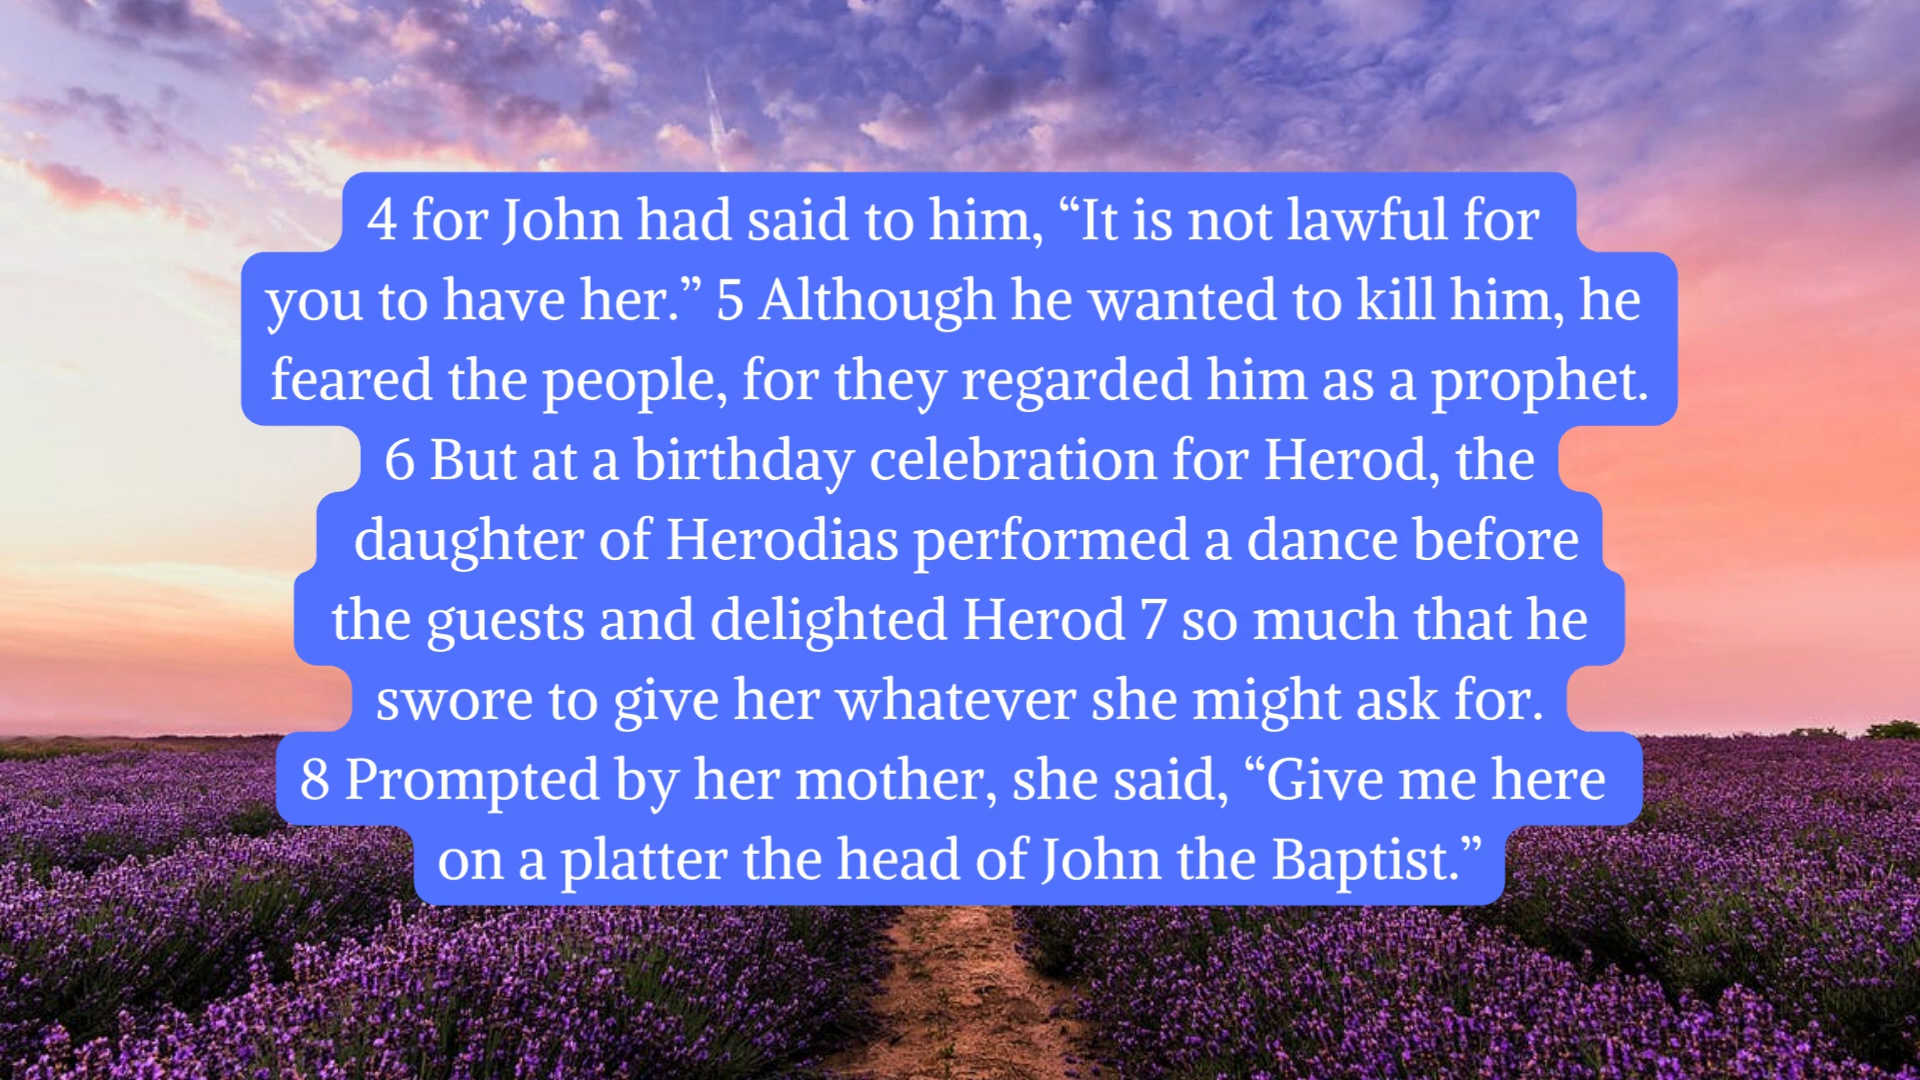 4 for John had said to him, “It is not lawful for
you to have her.” 5 Although he wanted to kill him, he
feared the people, for they regarded him as a prophet.
6 But at a birthday celebration for Herod, the
daughter of Herodias performed a dance before
the guests and delighted Herod 7 so much that he
swore to give her whatever she might ask for.
8 Prompted by her mother, she said, “Give me here
on a platter the head of John the Baptist.”